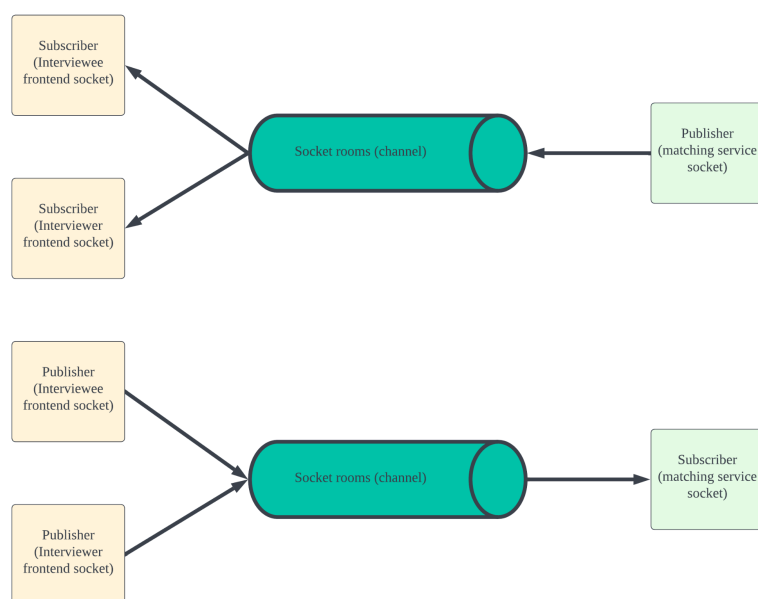 Subscriber
(Interviewee
frontend socket)
Socket rooms (channel)
Publisher
(matching service
socket)
Subscriber
(Interviewer
frontend socket)
Publisher
(Interviewee
frontend socket)
Socket rooms (channel)
Subscriber
(matching service
socket)
Publisher
(Interviewer
frontend socket)